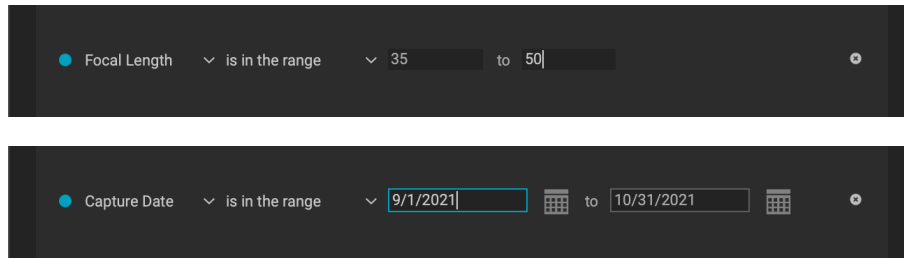 Focal Length is in the range 35 to 50
Capture Date is in the range 9/1/2021 to 10/31/2021